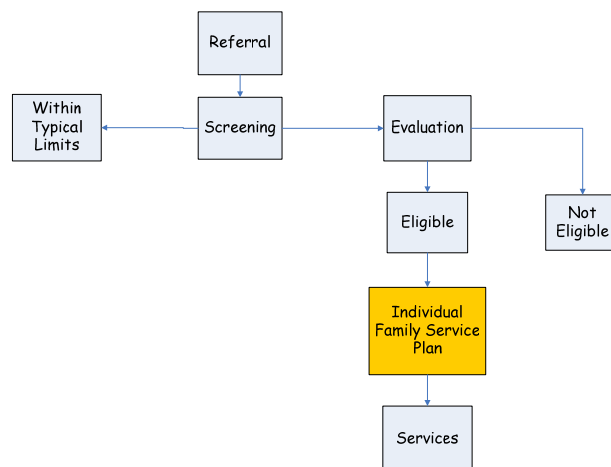 Referral
Within
Typical
Limits
Screening
Evaluation
Eligible
Not
Eligible
Individual
Family Service
Plan
Services